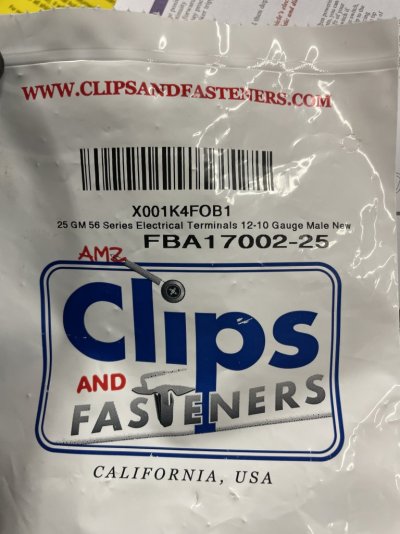 WWW.CLIPSANDFASTENERS.COM
X001K4FOB1
25 GM 56 Series Electrical Terminals 12-10 Gauge Male New
FBA17002-25
AMZ
Clips
AND
FASTENERS
CALIFORNIA, USA